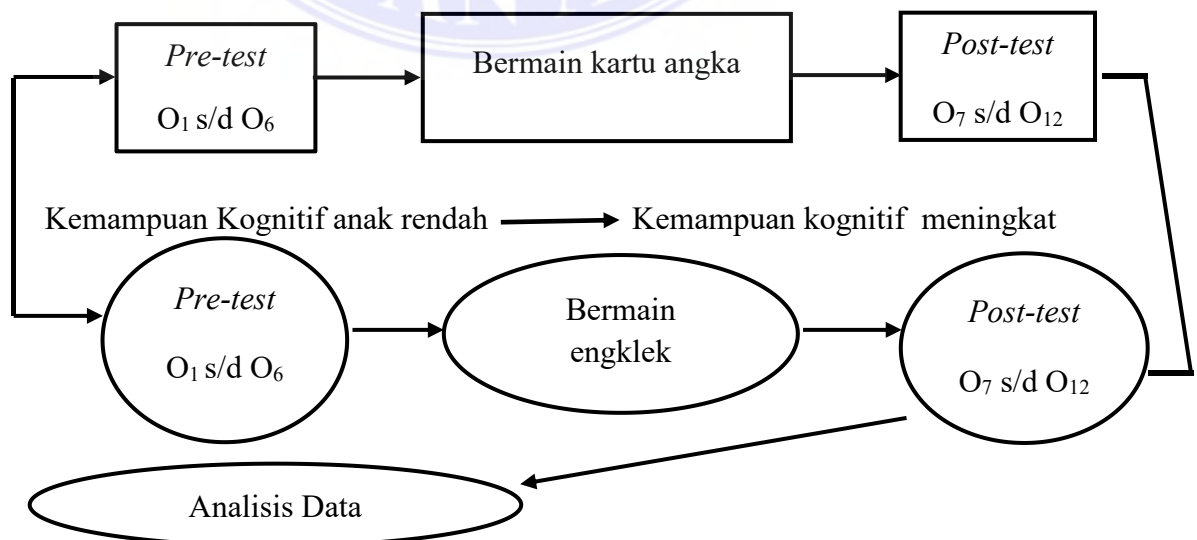 Pre-test
O₁ s/d O₆
Bermain kartu angka
Post-test
O₇ s/d O₁₂
Kemampuan Kognitif anak rendah
Kemampuan kognitif meningkat
Pre-test
O₁ s/d O₆
Bermain
engklek
Post-test
O₇ s/d O₁₂
Analisis Data